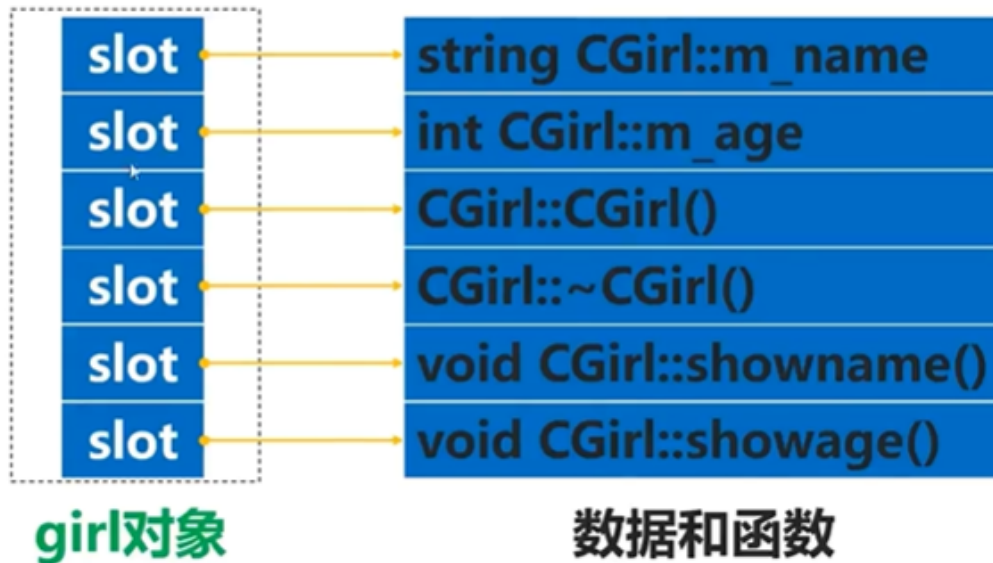 slot string CGirl::m_name
slot int CGirl::m_age
slot CGirl::CGirl()
slot CGirl::~CGirl()
slot void CGirl::showname()
slot void CGirl::showage()
girl对象 数据和函数